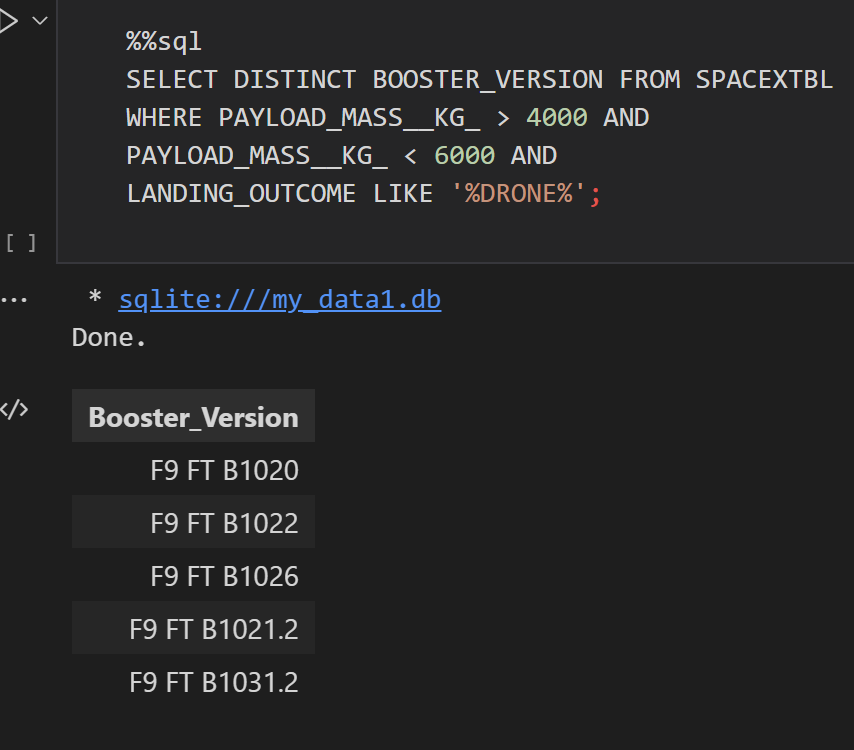 %%sql
SELECT DISTINCT BOOSTER_VERSION FROM SPACEXTBL
WHERE PAYLOAD_MASS__KG_ > 4000 AND
PAYLOAD_MASS__KG_ < 6000 AND
LANDING_OUTCOME LIKE '%DRONE%';
[ ]
... * sqlite:///my_data1.db
Done.
</> Booster_Version
F9 FT B1020
F9 FT B1022
F9 FT B1026
F9 FT B1021.2
F9 FT B1031.2